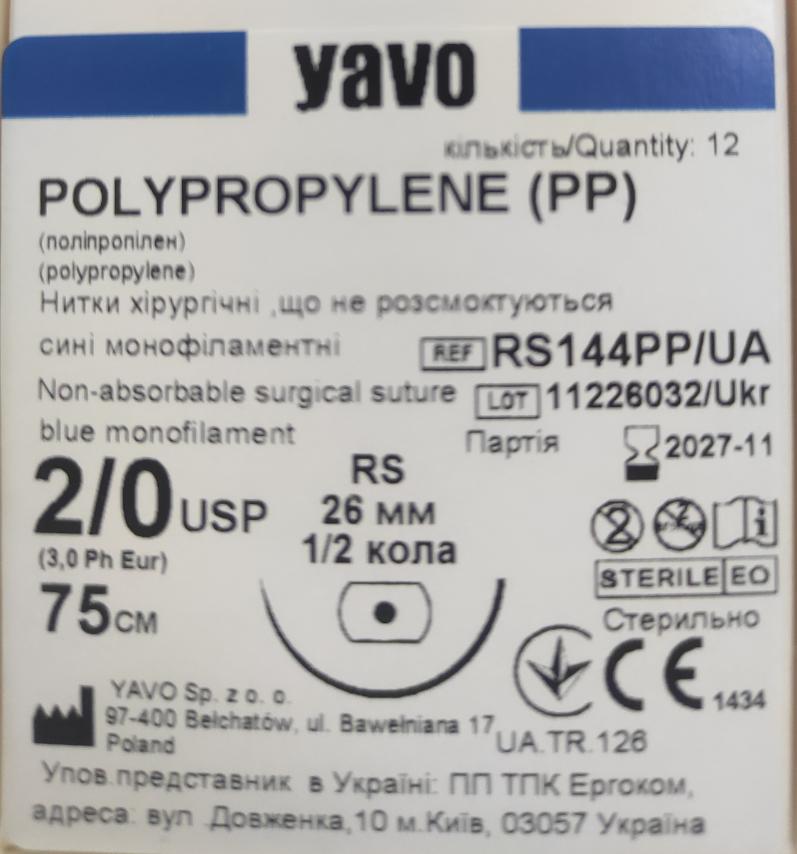 yavo
кількість/Quantity: 12
POLYPROPYLENE (PP)
(поліпропілен)
(polypropylene)
Нитки хірургічні ,що не розсмоктуються
сині монофіламентні
REF RS144PP/UA
Non-absorbable surgical suture
LOT 11226032/Ukr
blue monofilament
Партія
2027-11
2/0 USP
(3,0 Ph Eur)
75 см
RS
26 мм
1/2 кола
2
STERILE EO
Стерильно
CE 1434
UA.TR.126
YAVO Sp. z o. o.
97-400 Bełchatów, ul. Bawełniana 17
Poland
Упов.представник в Україні: ПП ТПК Ергоком,
адреса: вул .Довженка,10 м.Київ, 03057 Україна